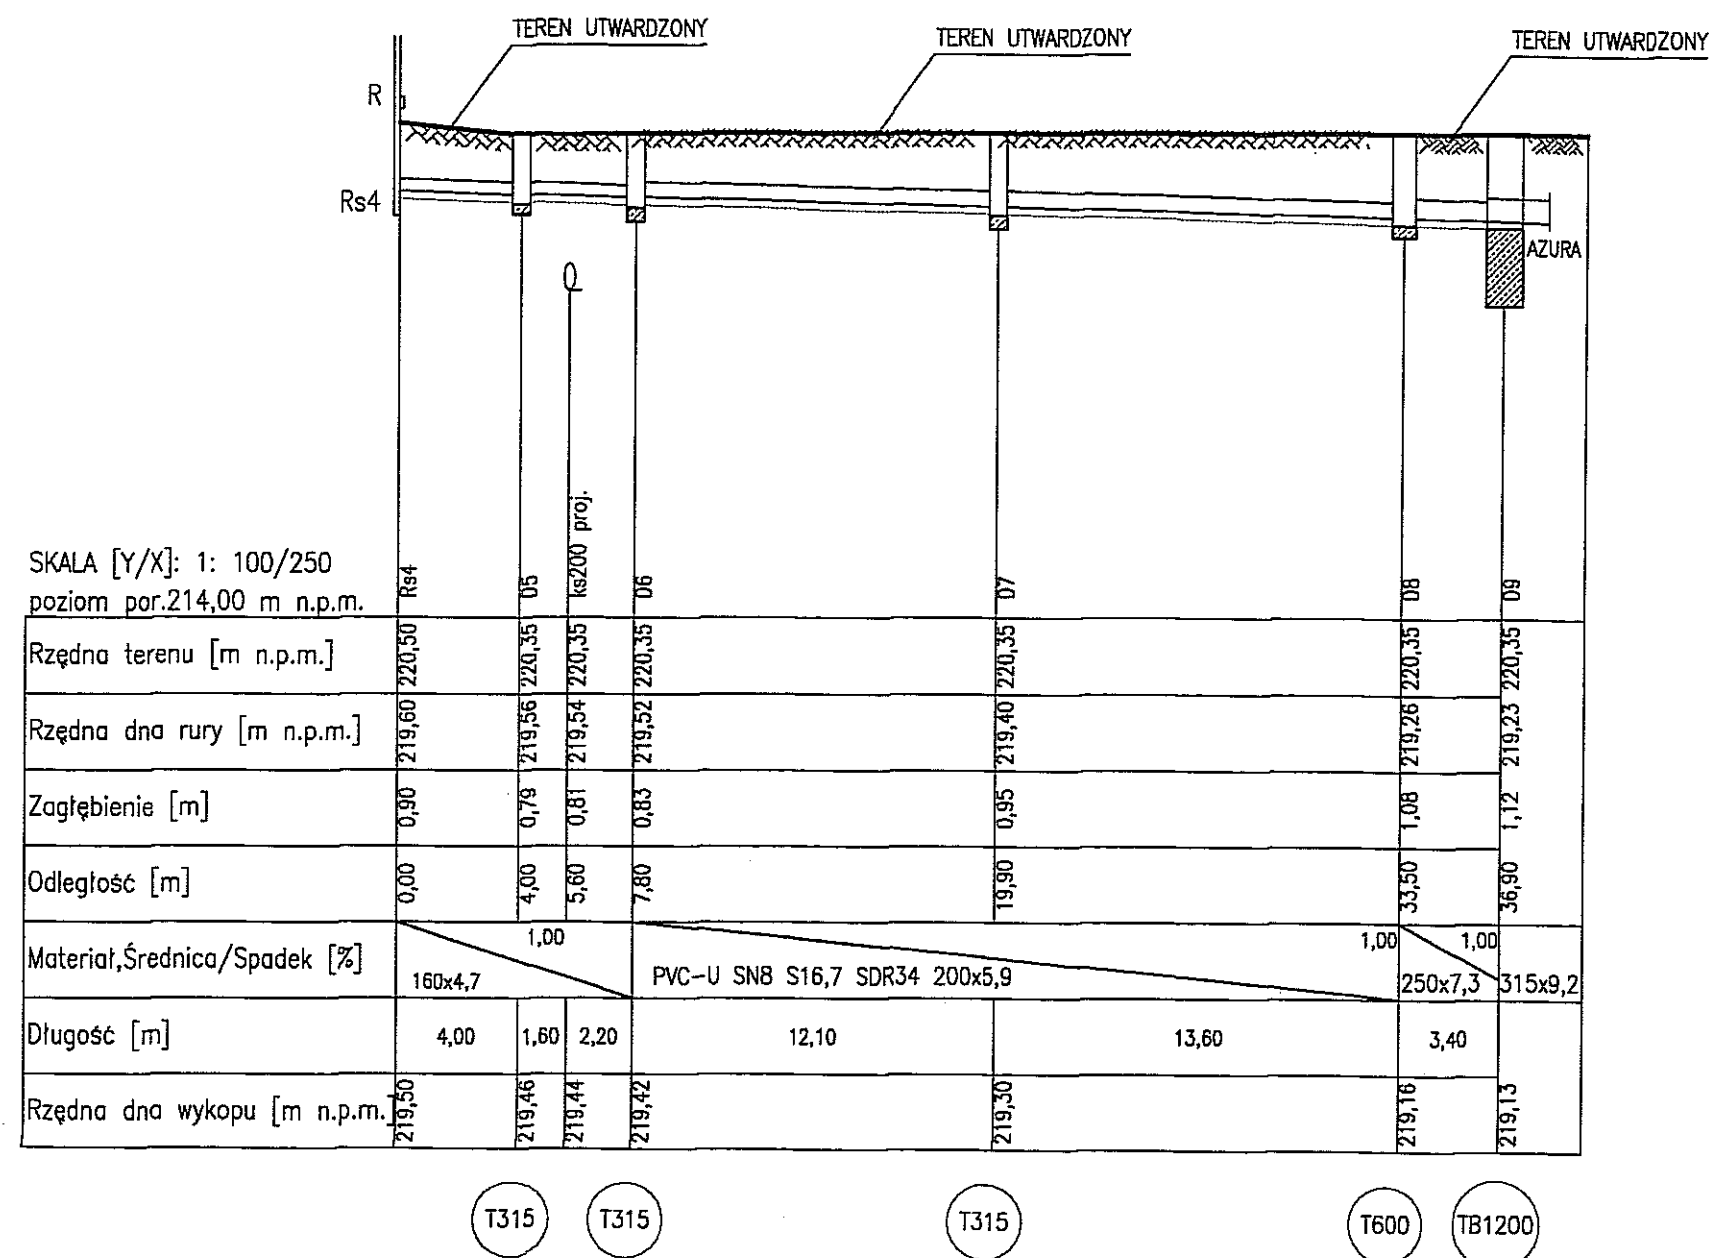 TEREN UTWARDZONY
TEREN UTWARDZONY
TEREN UTWARDZONY
R
Rs4
AZURA
SKALA [Y/X]: 1: 100/250
poziom por.214,00 m n.p.m.
Rs4
D5
ks200 proj.
D6
D7
D8
D9
Rzędna terenu [m n.p.m.] 220,50 220,35 220,35 220,35 220,35 220,35 220,35
Rzędna dna rury [m n.p.m.] 219,60 219,56 219,54 219,52 219,40 219,26 219,23
Zagłębienie [m] 0,90 0,79 0,81 0,83 0,95 1,08 1,12
Odległość [m] 0,00 4,00 5,60 7,80 19,90 33,50 36,90
Materiał,Średnica/Spadek [%] 160x4,7 1,00 PVC-U SN8 S16,7 SDR34 200x5,9 1,00 250x7,3 1,00 315x9,2
Długość [m] 4,00 1,60 2,20 12,10 13,60 3,40
Rzędna dna wykopu [m n.p.m.] 219,50 219,46 219,44 219,42 219,30 219,16 219,13
T315 T315 T315 T600 TB1200